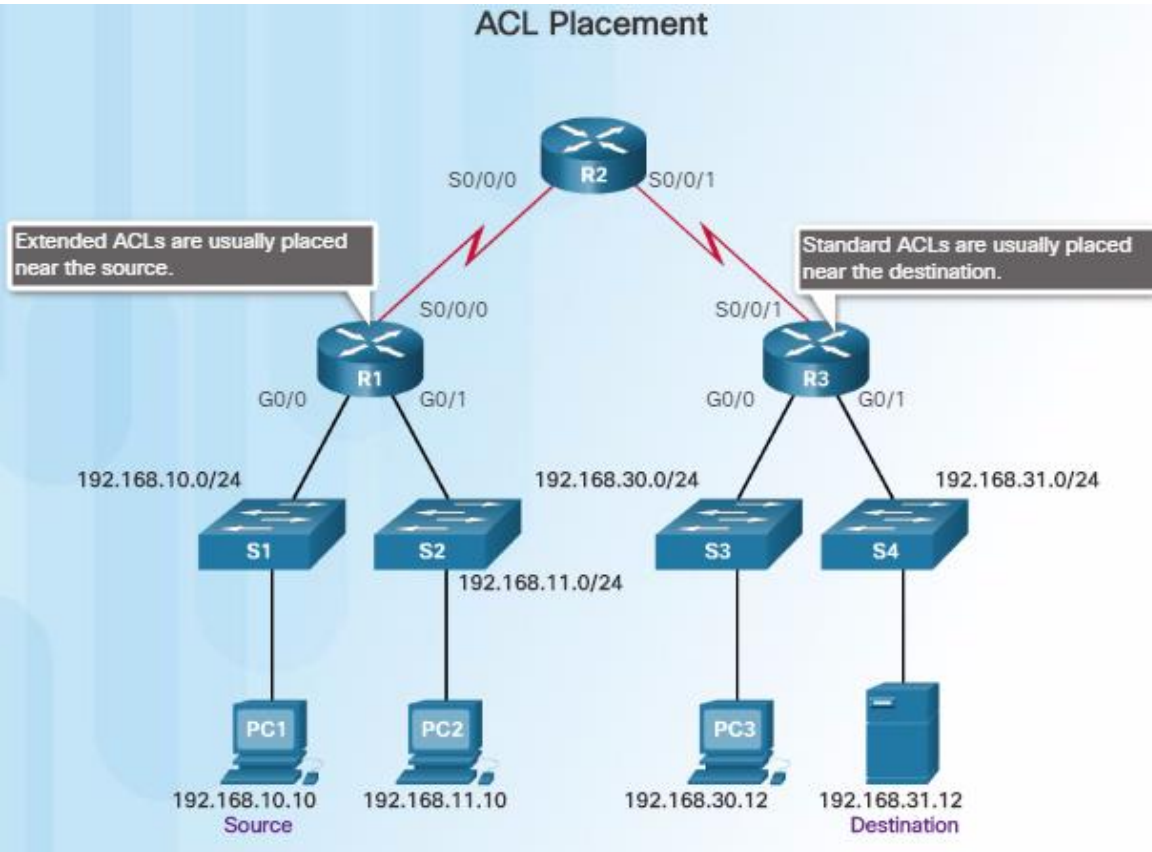 ACL Placement
R2
S0/0/0
S0/0/1
Extended ACLs are usually placed
near the source.
Standard ACLs are usually placed
near the destination.
S0/0/0
S0/0/1
R1
R3
G0/0
G0/1
G0/0
G0/1
192.168.10.0/24
192.168.30.0/24
192.168.31.0/24
S1
S2
S3
S4
192.168.11.0/24
PC1
PC2
PC3
192.168.10.10
192.168.11.10
192.168.30.12
192.168.31.12
Source
Destination